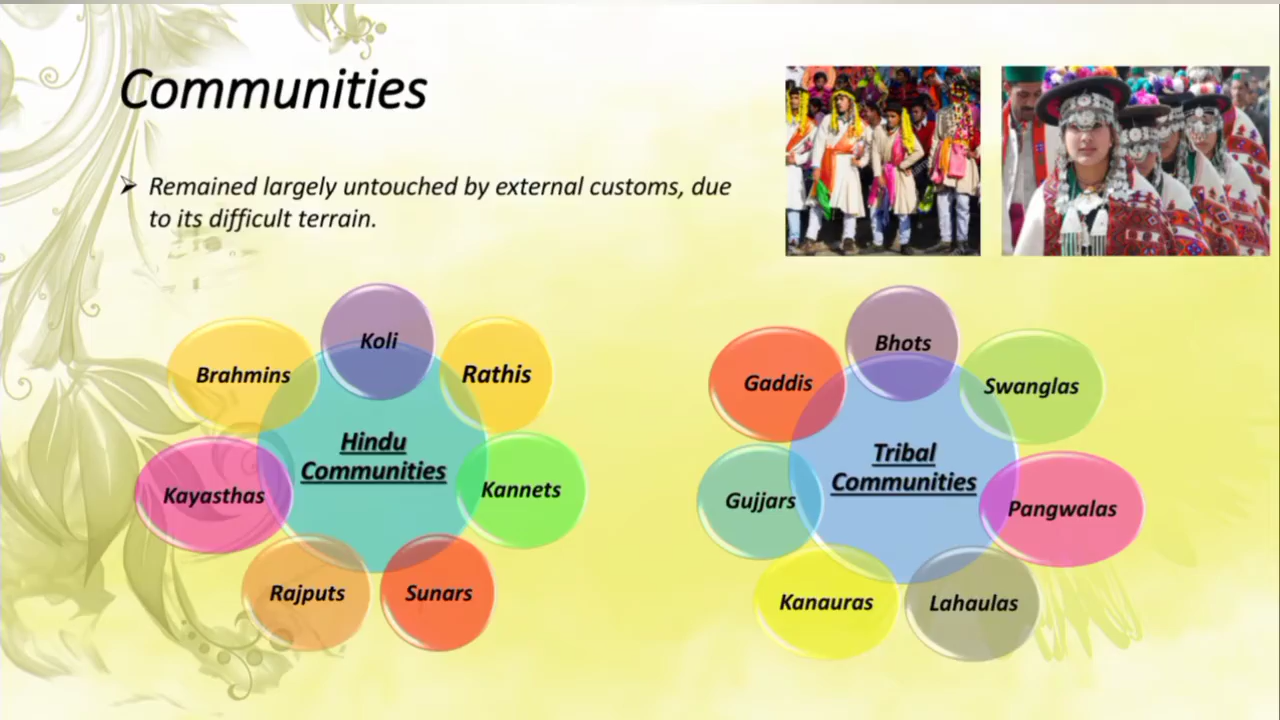 Communities
➢ Remained largely untouched by external customs, due
to its difficult terrain.
Koli
Rathis
Kannets
Sunars
Rajputs
Kayasthas
Brahmins
Hindu
Communities
Bhots
Swanglas
Pangwalas
Lahaulas
Kanauras
Gujjars
Gaddis
Tribal
Communities